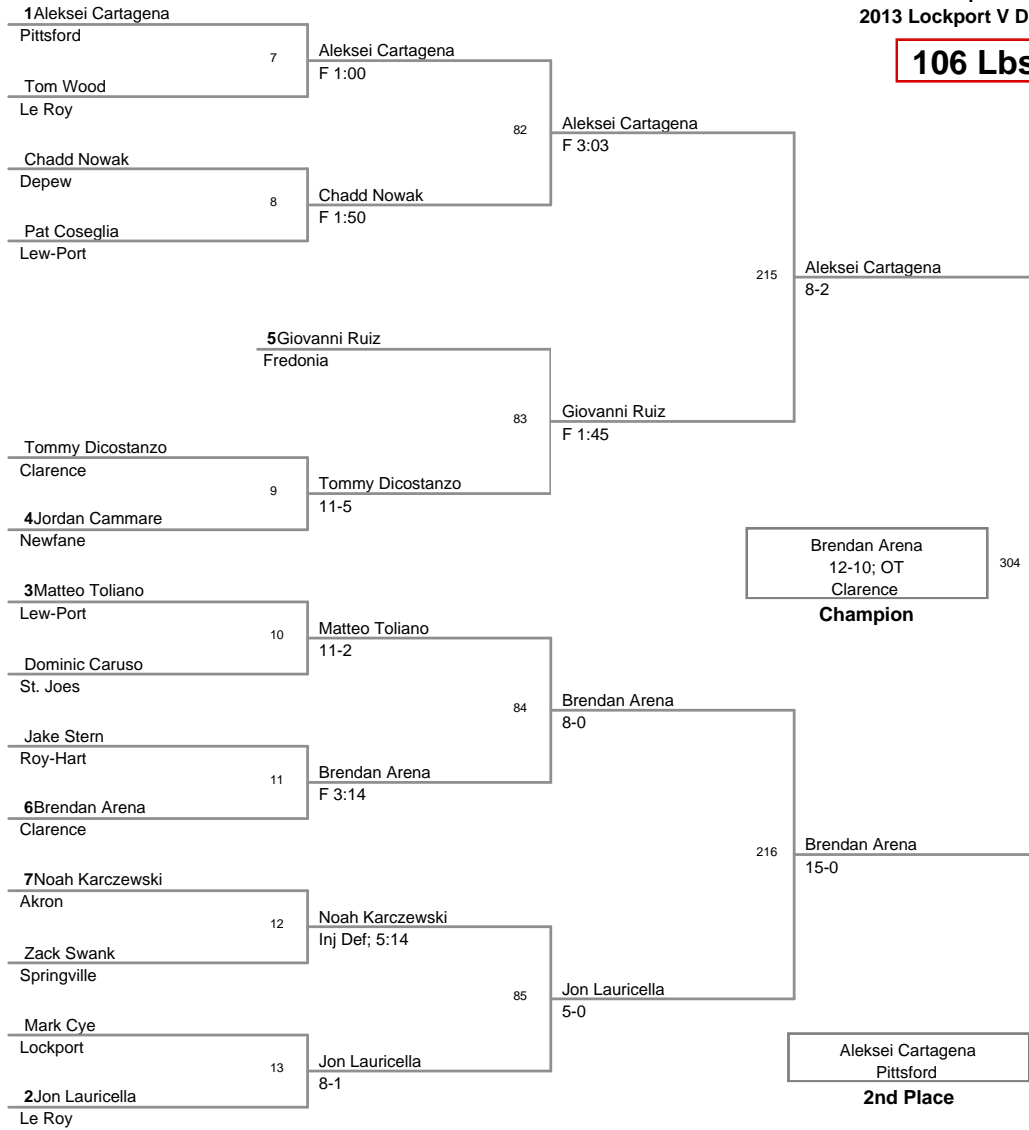 2013 Lockport V D
106 Lbs
1Aleksei Cartagena
Pittsford
7
Tom Wood
Le Roy
Aleksei Cartagena
F 1:00
82
Chadd Nowak
Depew
8
Pat Coseglia
Lew-Port
Chadd Nowak
F 1:50
Aleksei Cartagena
F 3:03
215
Aleksei Cartagena
8-2
5Giovanni Ruiz
Fredonia
83
Giovanni Ruiz
F 1:45
Tommy Dicostanzo
Clarence
9
4Jordan Cammare
Newfane
Tommy Dicostanzo
11-5
Brendan Arena
12-10; OT
Clarence
304
Champion
3Matteo Toliano
Lew-Port
10
Dominic Caruso
St. Joes
Matteo Toliano
11-2
84
Brendan Arena
8-0
Jake Stern
Roy-Hart
11
6Brendan Arena
Clarence
Brendan Arena
F 3:14
216
Brendan Arena
15-0
7Noah Karczewski
Akron
12
Zack Swank
Springville
Noah Karczewski
Inj Def; 5:14
85
Jon Lauricella
5-0
Mark Cye
Lockport
13
2Jon Lauricella
Le Roy
Jon Lauricella
8-1
Aleksei Cartagena
Pittsford
2nd Place